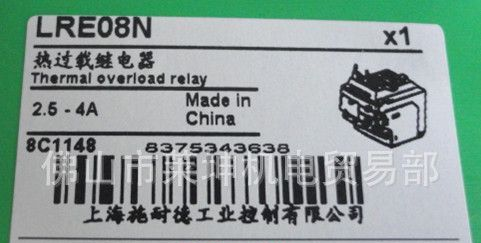 LRE08N
x1
热过载继电器
Thermal overload relay
2.5 - 4A
Made in
China
8C1148
8375343638
佛山市莱坤机电贸易部
上海施耐德工业控制有限公司